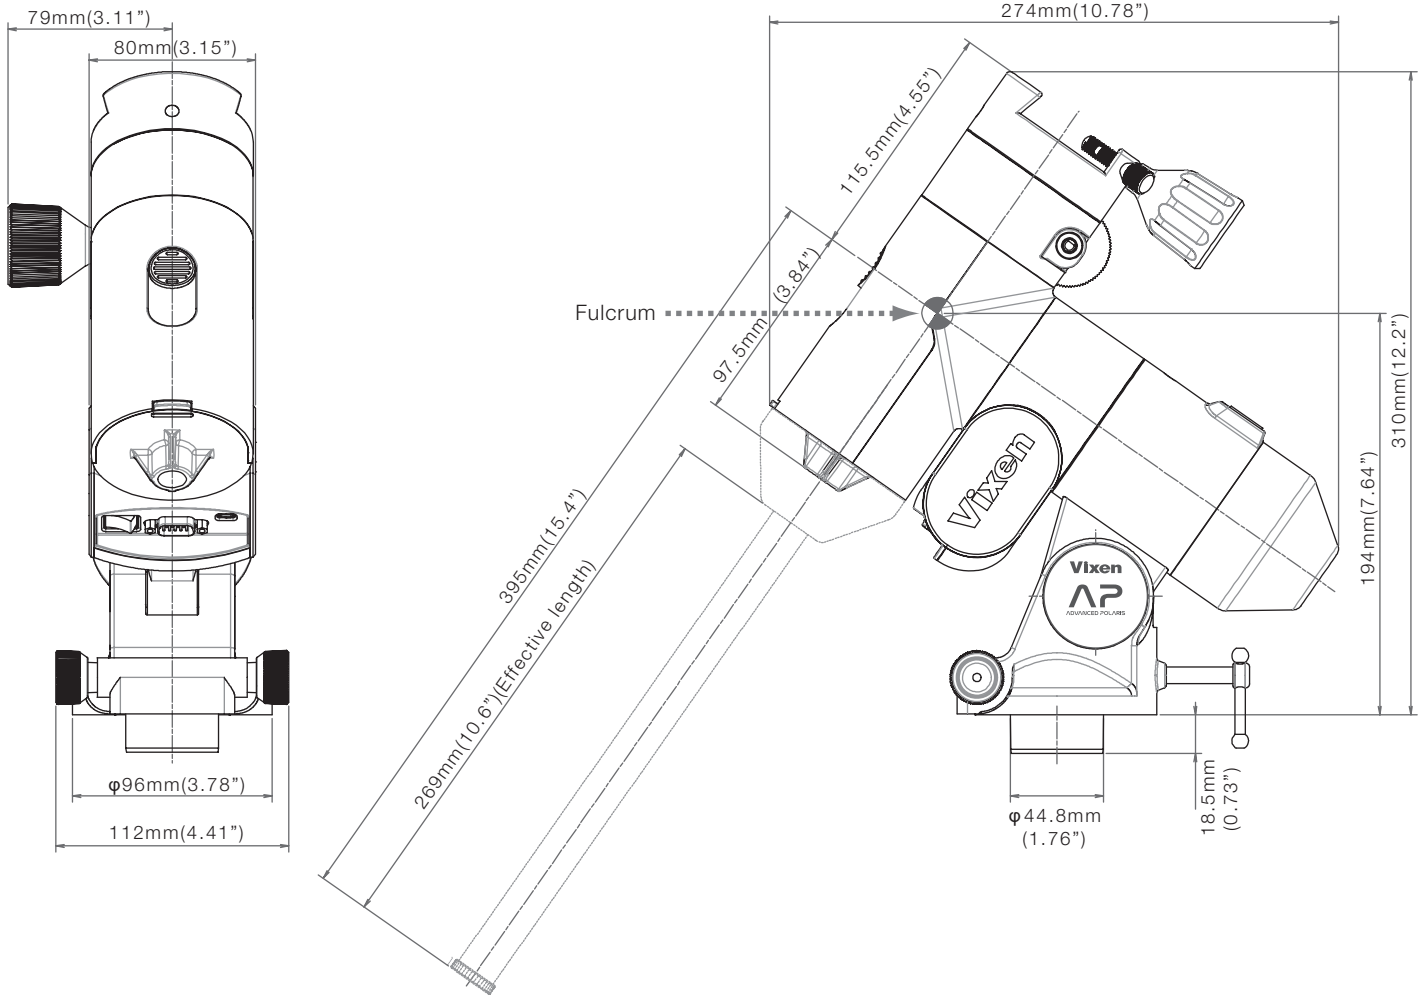 79mm(3.11”)
80mm(3.15”)
φ96mm(3.78”)
112mm(4.41”)
274mm(10.78”)
115.5mm(4.55”)
97.5mm (3.84”)
Fulcrum
395mm(15.4”)
269mm(10.6”)(Effective length)
310mm(12.2”)
194mm(7.64”)
Vixen
Vixen
AP
ADVANCED POLARIS
φ44.8mm
(1.76”)
18.5mm
(0.73”)